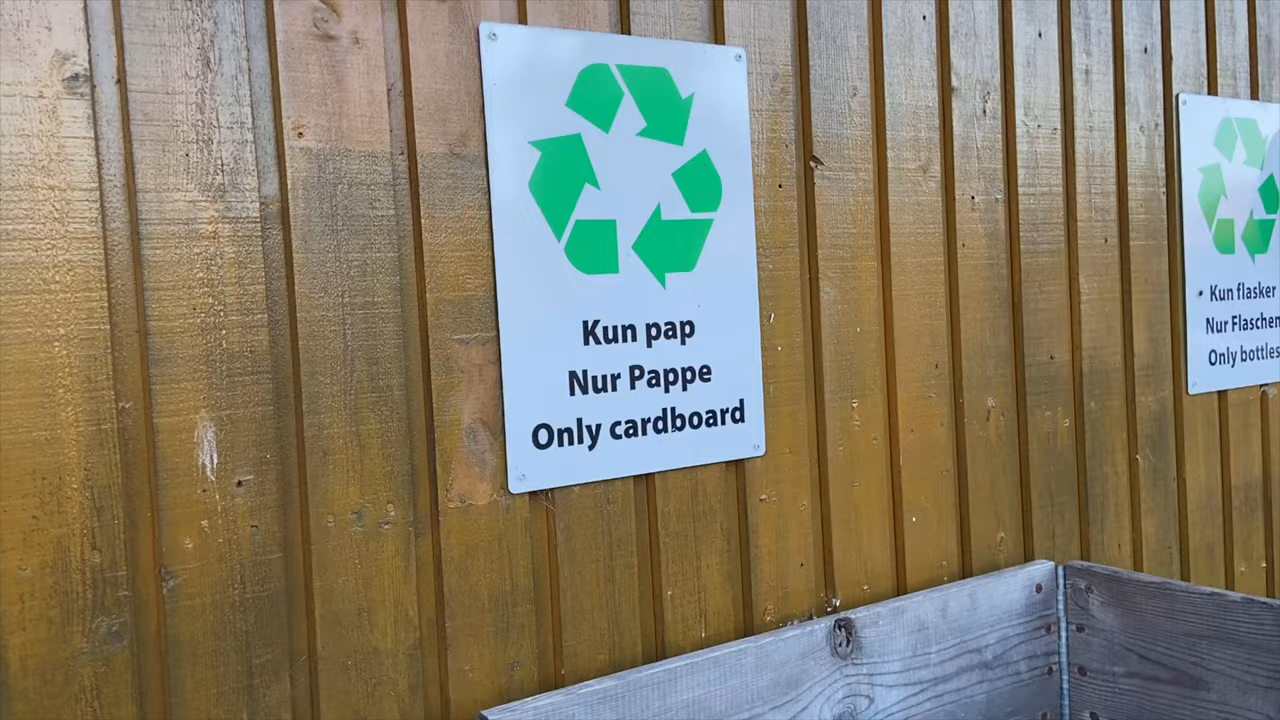 Kun pap
Nur Pappe
Only cardboard
Kun flasker
Nur Flaschen
Only bottles